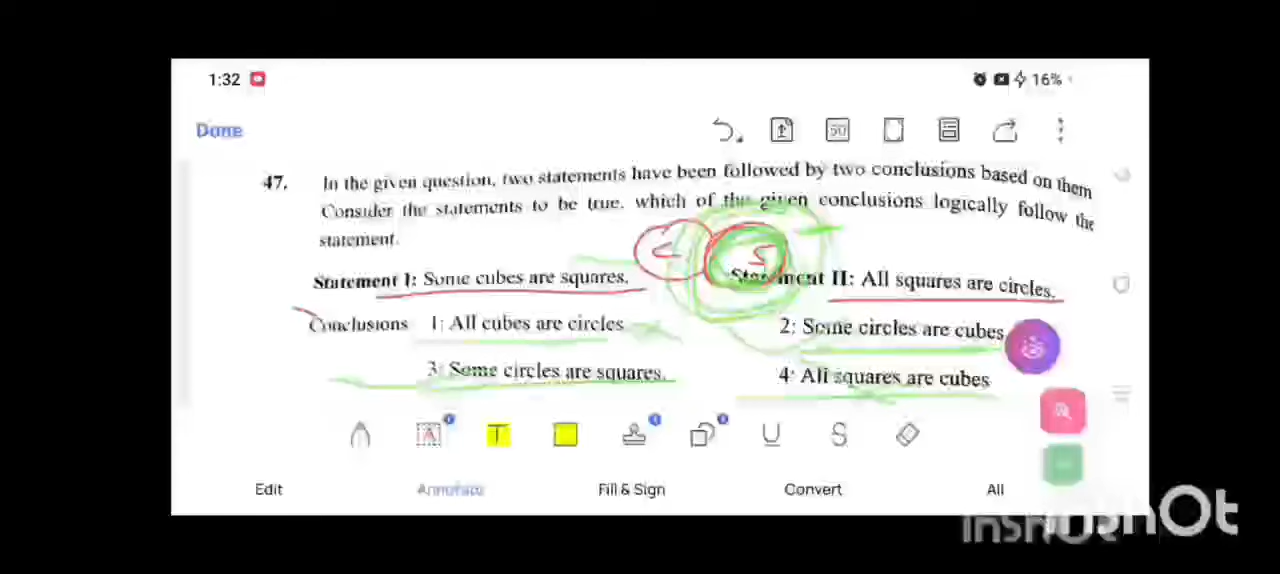 1:32 16%
Done
47. In the given question, two statements have been followed by two conclusions based on them
Consider the statements to be true. which of the given conclusions logically follow the
statement.
C S
Statement I: Some cubes are squares. Statement II: All squares are circles.
Conclusions 1: All cubes are circles 2: Some circles are cubes
3: Some circles are squares. 4: All squares are cubes
A T U S
Edit Annotate Fill & Sign Convert All
InShOt